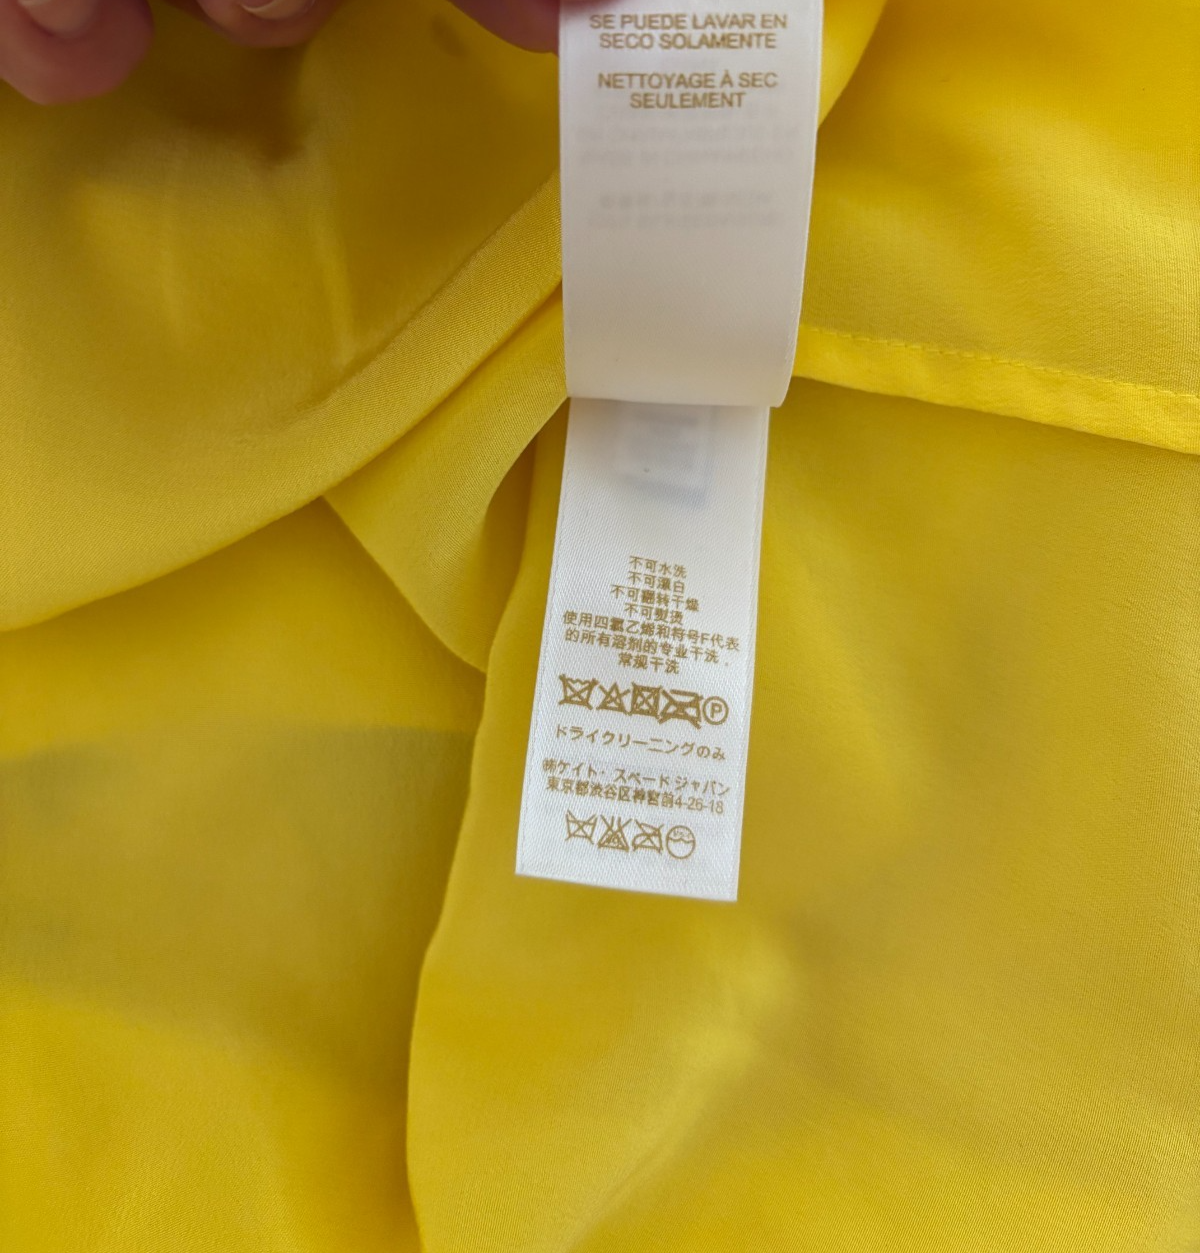 SE PUEDE LAVAR EN
SECO SOLAMENTE
NETTOYAGE À SEC
SEULEMENT
不可水洗
不可漂白
不可翻转干燥
不可熨烫
使用四氯乙烯和符号F代表
的所有溶剂的专业干洗.
常规干洗
P
ドライクリーニングのみ
㈱ケイト・スペードジャパン
東京都渋谷区神宮前4-26-18